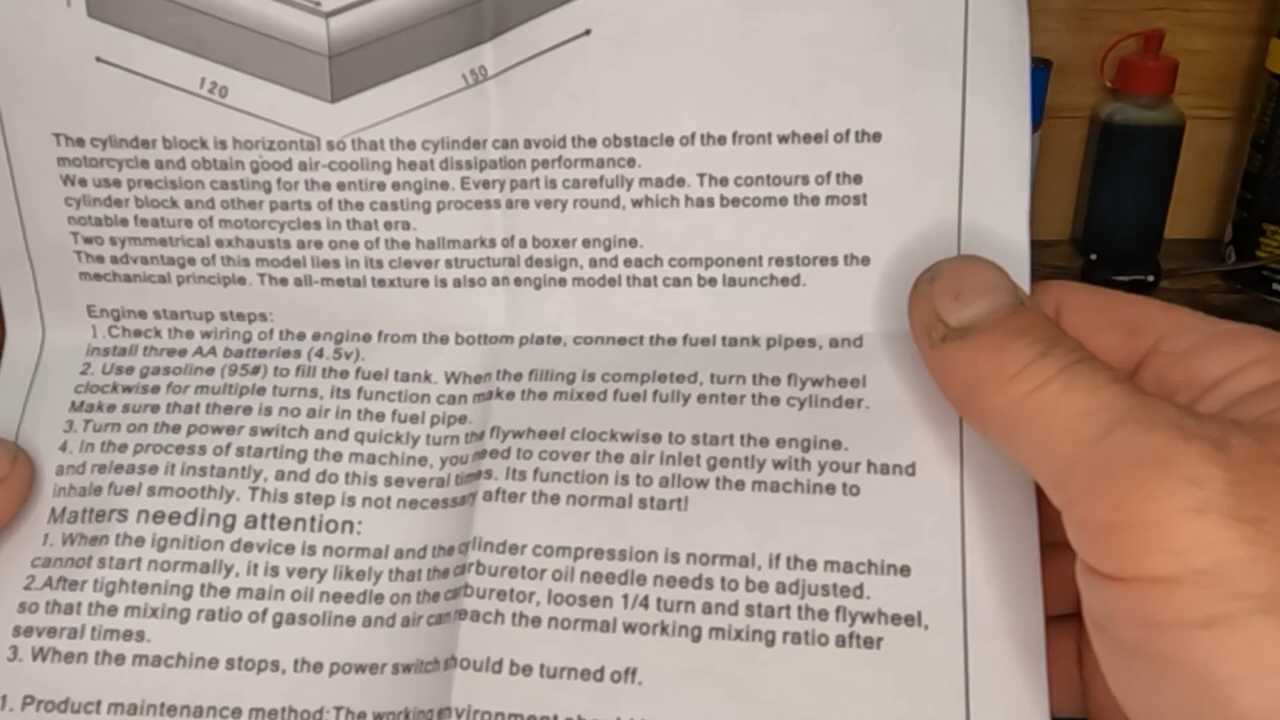 120
150
The cylinder block is horizontal so that the cylinder can avoid the obstacle of the front wheel of the
motorcycle and obtain good air-cooling heat dissipation performance.
We use precision casting for the entire engine. Every part is carefully made. The contours of the
cylinder block and other parts of the casting process are very round, which has become the most
notable feature of motorcycles in that era.
Two symmetrical exhausts are one of the hallmarks of a boxer engine.
The advantage of this model lies in its clever structural design, and each component restores the
mechanical principle. The all-metal texture is also an engine model that can be launched.
Engine startup steps:
1.Check the wiring of the engine from the bottom plate, connect the fuel tank pipes, and
install three AA batteries (4.5v).
2. Use gasoline (95#) to fill the fuel tank. When the filling is completed, turn the flywheel
clockwise for multiple turns, its function can make the mixed fuel fully enter the cylinder.
Make sure that there is no air in the fuel pipe.
3. Turn on the power switch and quickly turn the flywheel clockwise to start the engine.
4. In the process of starting the machine, you need to cover the air inlet gently with your hand
and release it instantly, and do this several times. Its function is to allow the machine to
inhale fuel smoothly. This step is not necessary after the normal start!
Matters needing attention:
1. When the ignition device is normal and the cylinder compression is normal, if the machine
cannot start normally, it is very likely that the carburetor oil needle needs to be adjusted.
2.After tightening the main oil needle on the carburetor, loosen 1/4 turn and start the flywheel,
so that the mixing ratio of gasoline and air can reach the normal working mixing ratio after
several times.
3. When the machine stops, the power switch should be turned off.
1. Product maintenance method: The working environment should